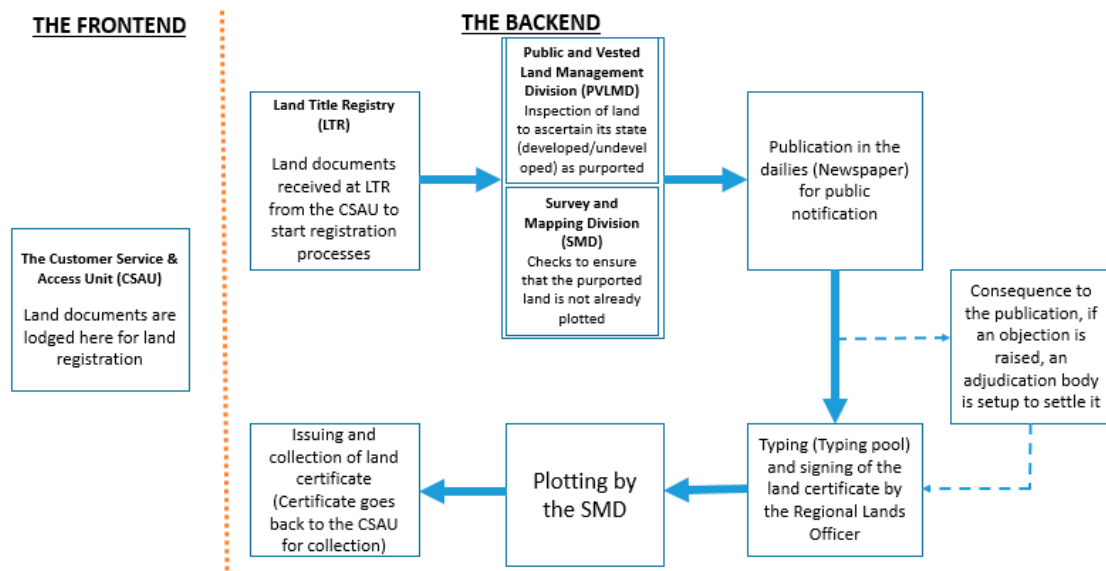 THE FRONTEND
THE BACKEND
The Customer Service &
Access Unit (CSAU)
Land documents are
lodged here for land
registration
Land Title Registry
(LTR)
Land documents
received at LTR
from the CSAU to
start registration
processes
Public and Vested
Land Management
Division (PVLMD)
Inspection of land
to ascertain its state
(developed/undevel
oped) as purported
Survey and
Mapping Division
(SMD)
Checks to ensure
that the purported
land is not already
plotted
Publication in the
dailies (Newspaper)
for public
notification
Consequence to
the publication, if
an objection is
raised, an
adjudication body
is setup to settle it
Typing (Typing pool)
and signing of the
land certificate by
the Regional Lands
Officer
Plotting by
the SMD
Issuing and
collection of land
certificate
(Certificate goes
back to the CSAU
for collection)